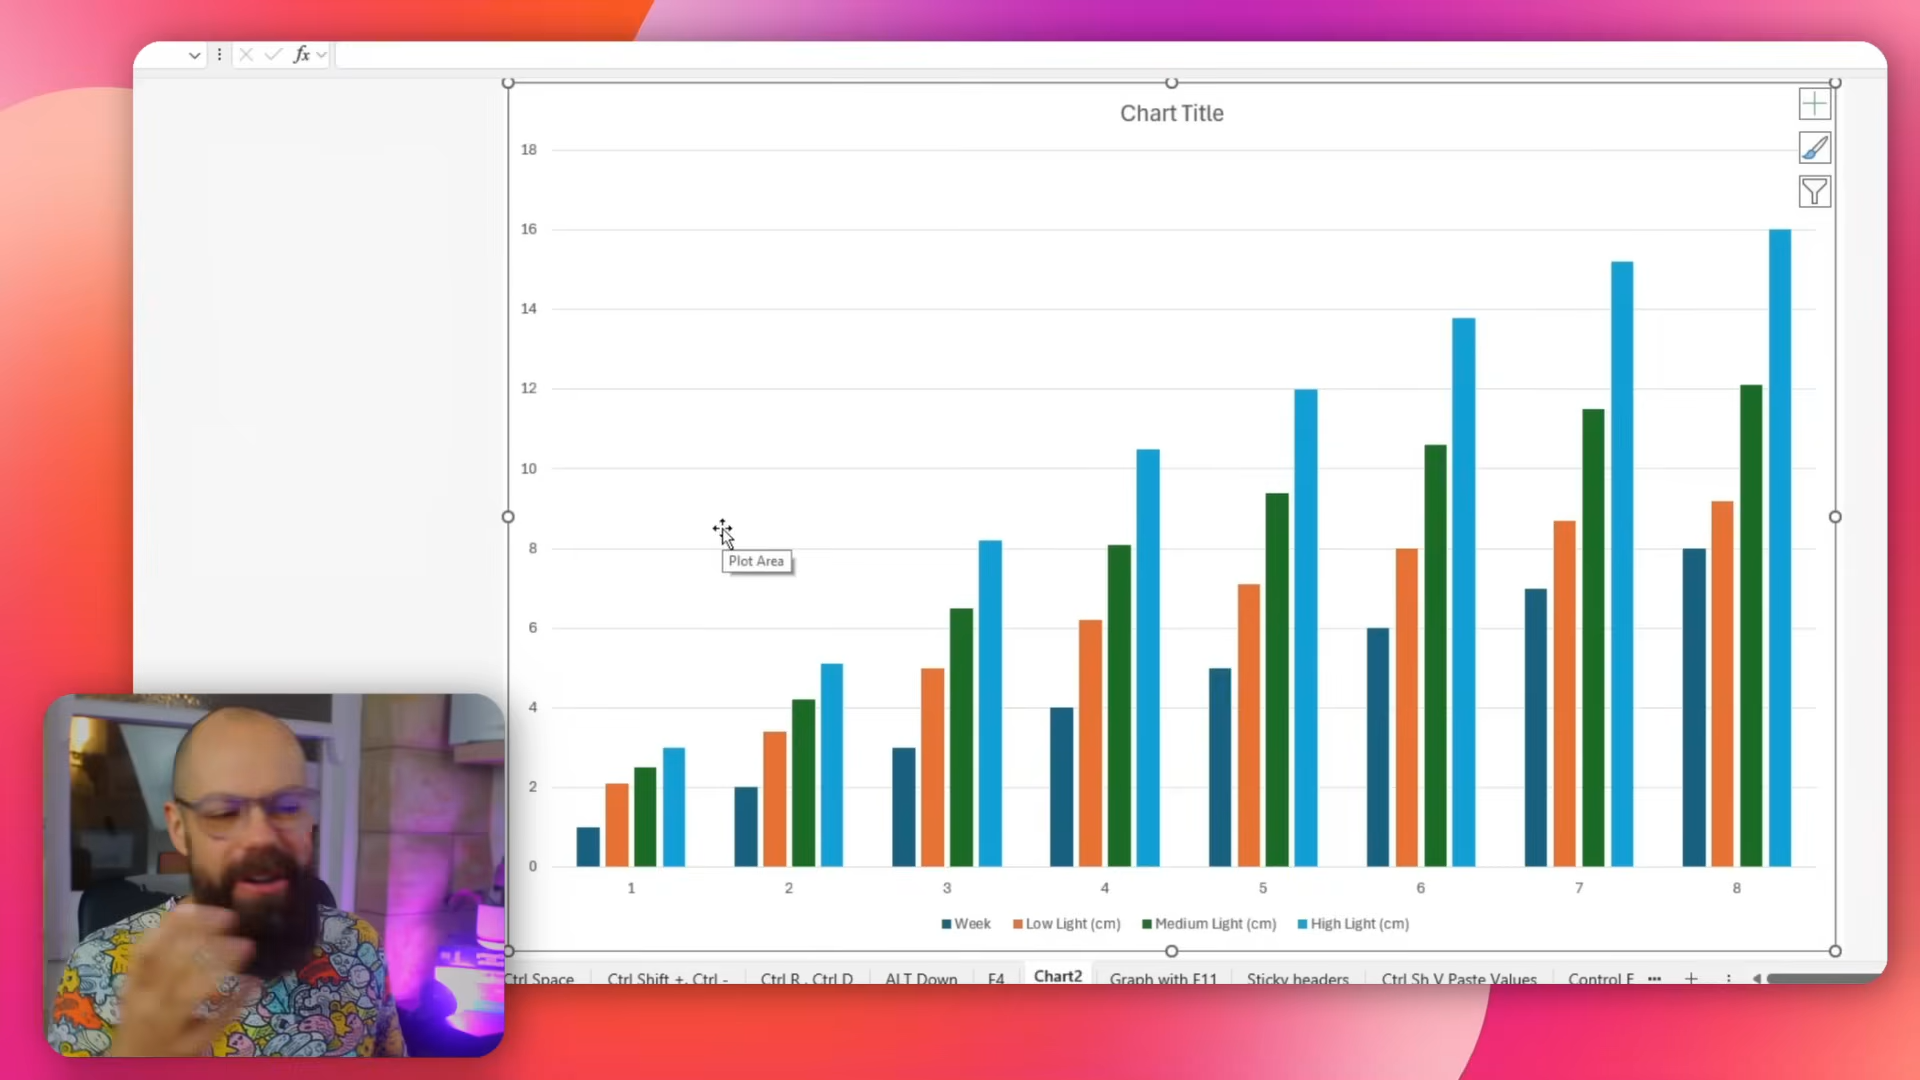 fx
Chart Title
18
16
14
12
10
8
6
4
2
0
Plot Area
1 2 3 4 5 6 7 8
Week Low Light (cm) Medium Light (cm) High Light (cm)
Ctrl Space Ctrl Shift +, Ctrl - Ctrl R , Ctrl D ALT Down F4 Chart2 Graph with F11 Sticky headers Ctrl Sh V Paste Values Control F